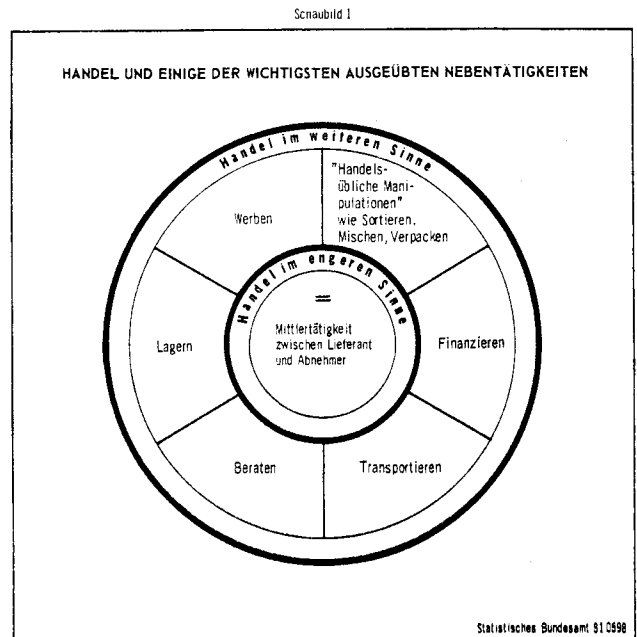 Schaubild 1
HANDEL UND EINIGE DER WICHTIGSTEN AUSGEÜBTEN NEBENTÄTIGKEITEN
Handel im weiteren Sinne
"Handels-
übliche Mani-
pulationen"
wie Sortieren,
Mischen, Verpacken
Werben
Handel im engeren Sinne
=
Mittlertätigkeit
zwischen Lieferant
und Abnehmer
Lagern
Finanzieren
Beraten
Transportieren
Statistisches Bundesamt 81 0598